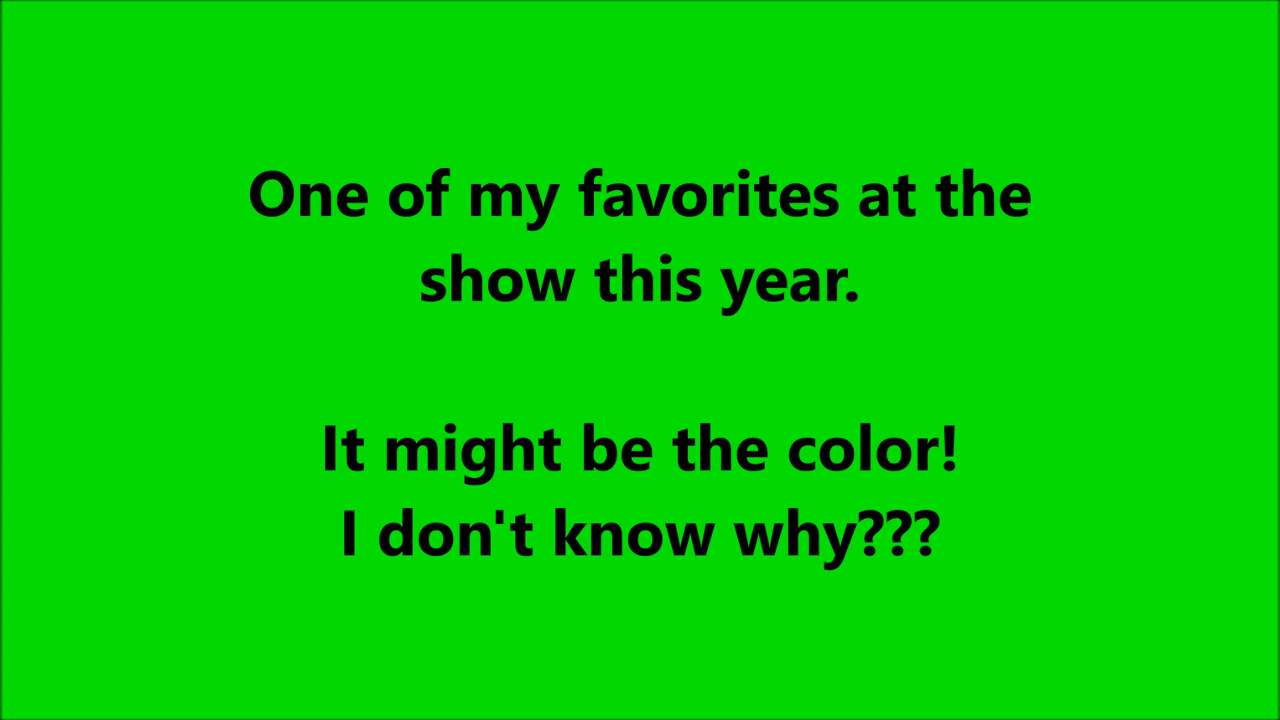 One of my favorites at the
show this year.
It might be the color!
I don't know why???